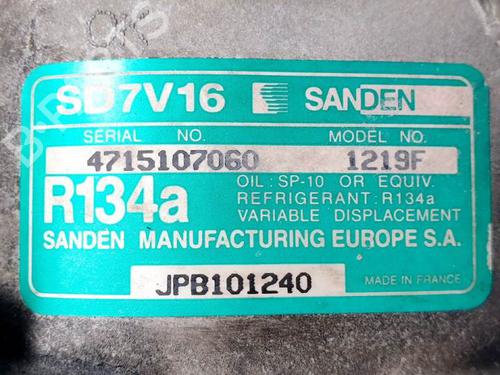 OK
SD7V16 SANDEN
SERIAL NO. MODEL NO.
4715107060 1219F
R134a
OIL: SP-10 OR EQUIV.
REFRIGERANT: R134a
VARIABLE DISPLACEMENT
SANDEN MANUFACTURING EUROPE S.A.
JPB101240 MADE IN FRANCE